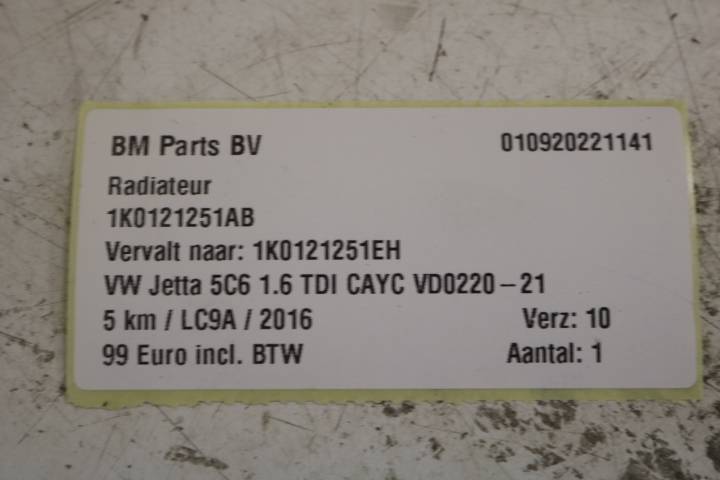 BM Parts BV 010920221141
Radiateur
1K0121251AB
Vervalt naar: 1K0121251EH
VW Jetta 5C6 1.6 TDI CAYC VD0220-21
5 km / LC9A / 2016 Verz: 10
99 Euro incl. BTW Aantal: 1